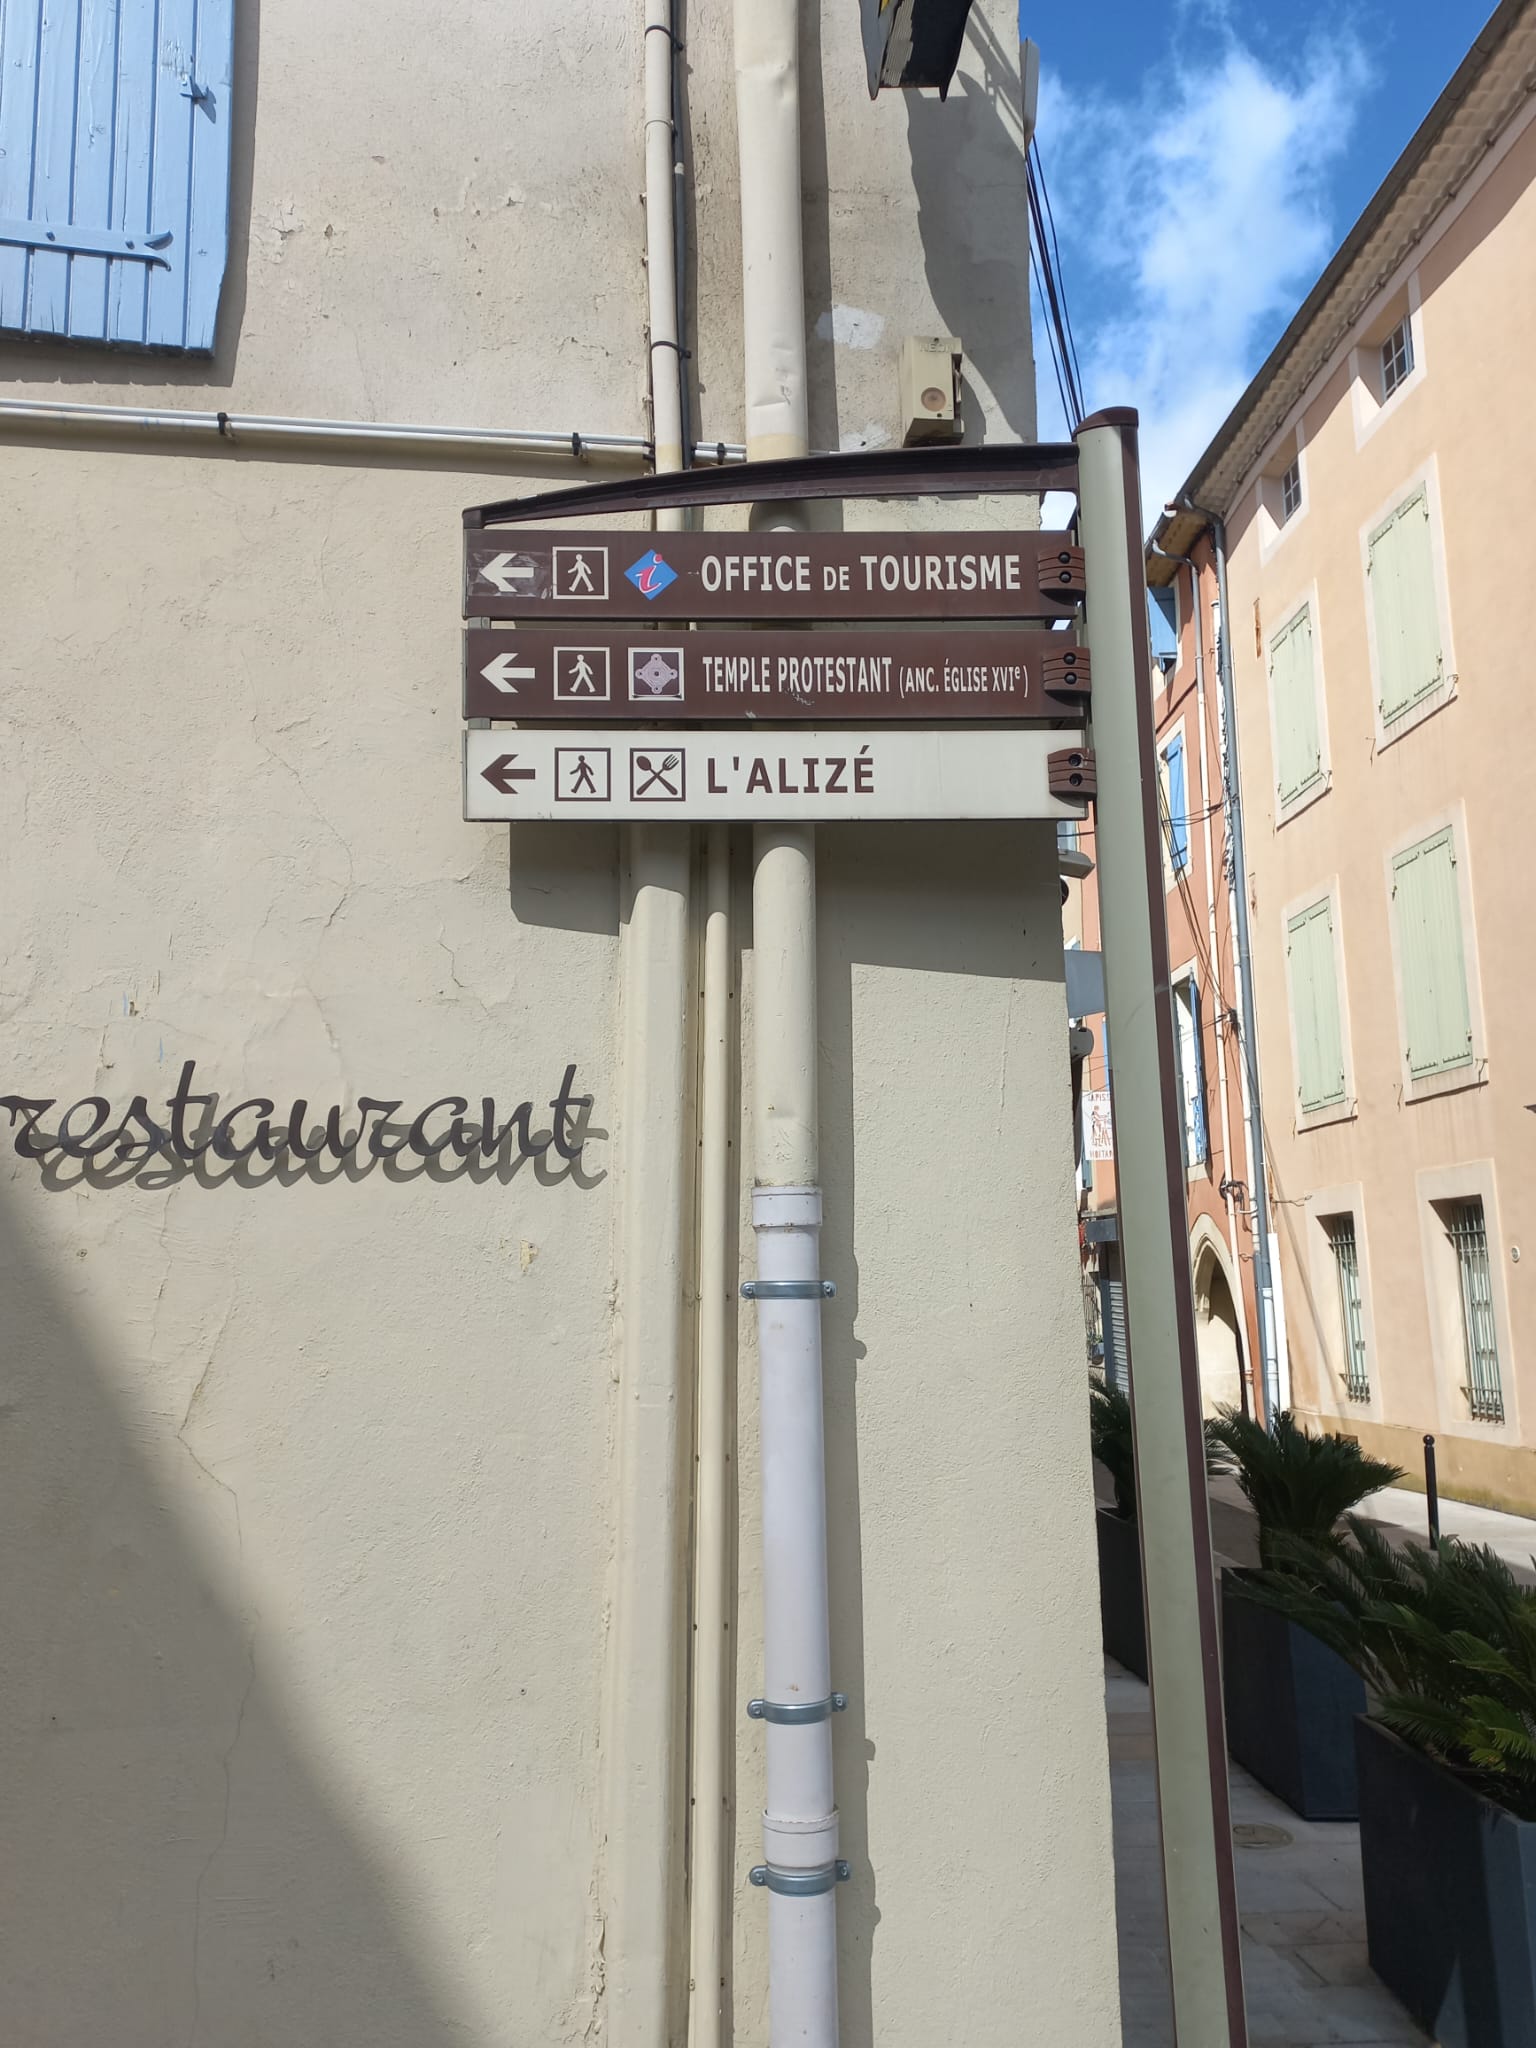 OFFICE DE TOURISME
TEMPLE PROTESTANT (ANC. ÉGLISE XVIᵉ)
L'ALIZÉ
restaurant